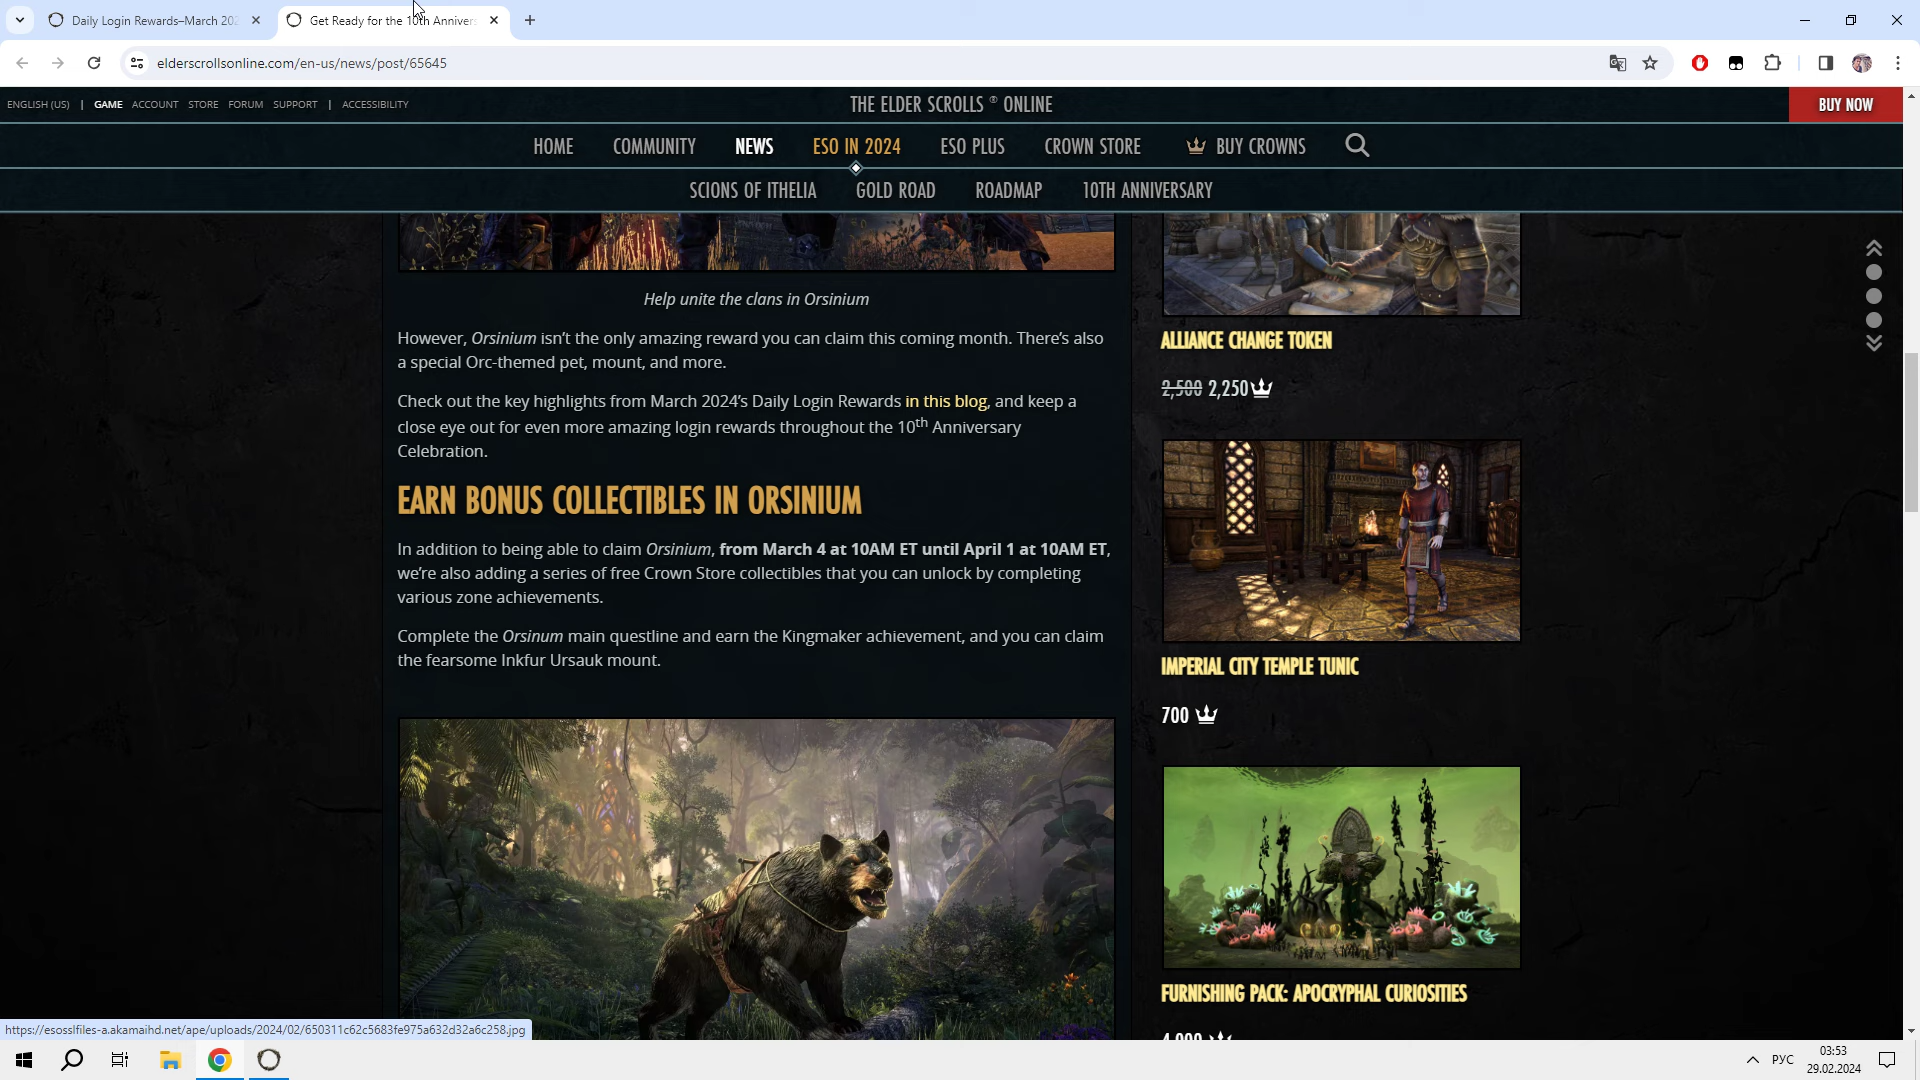 Daily Login Rewards–March 202
Get Ready for the 10th Annivers
elderscrollsonline.com/en-us/news/post/65645
ENGLISH (US) | GAME ACCOUNT STORE FORUM SUPPORT | ACCESSIBILITY
THE ELDER SCROLLS ® ONLINE
BUY NOW
HOME COMMUNITY NEWS ESO IN 2024 ESO PLUS CROWN STORE BUY CROWNS
SCIONS OF ITHELIA GOLD ROAD ROADMAP 10TH ANNIVERSARY
Help unite the clans in Orsinium
However, Orsinium isn't the only amazing reward you can claim this coming month. There's also
a special Orc-themed pet, mount, and more.
Check out the key highlights from March 2024's Daily Login Rewards in this blog, and keep a
close eye out for even more amazing login rewards throughout the 10th Anniversary
Celebration.
EARN BONUS COLLECTIBLES IN ORSINIUM
In addition to being able to claim Orsinium, from March 4 at 10AM ET until April 1 at 10AM ET,
we're also adding a series of free Crown Store collectibles that you can unlock by completing
various zone achievements.
Complete the Orsinum main questline and earn the Kingmaker achievement, and you can claim
the fearsome Inkfur Ursauk mount.
ALLIANCE CHANGE TOKEN
2,500 2,250
IMPERIAL CITY TEMPLE TUNIC
700
FURNISHING PACK: APOCRYPHAL CURIOSITIES
4,000
https://esosslfiles-a.akamaihd.net/ape/uploads/2024/02/650311c62c5683fe975a632d32a6c258.jpg
РУС
03:53
29.02.2024